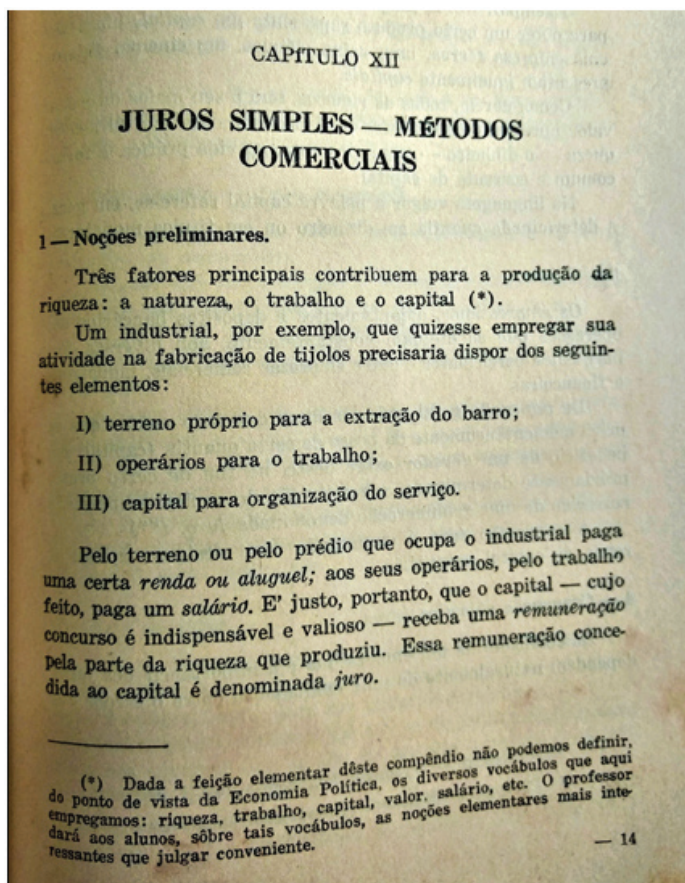 CAPÍTULO XII
JUROS SIMPLES — MÉTODOS
COMERCIAIS
1 — Noções preliminares.
Três fatores principais contribuem para a produção da
riqueza: a natureza, o trabalho e o capital (*).
Um industrial, por exemplo, que quizesse empregar sua
atividade na fabricação de tijolos precisaria dispor dos seguin-
tes elementos:
I) terreno próprio para a extração do barro;
II) operários para o trabalho;
III) capital para organização do serviço.
Pelo terreno ou pelo prédio que ocupa o industrial paga
uma certa renda ou aluguel; aos seus operários, pelo trabalho
feito, paga um salário. E' justo, portanto, que o capital — cujo
concurso é indispensável e valioso — receba uma remuneração
pela parte da riqueza que produziu. Essa remuneração conce-
dida ao capital é denominada juro.
(*) Dada a feição elementar dêste compêndio não podemos definir,
do ponto de vista da Economia Política, os diversos vocábulos que aqui
empregamos: riqueza, trabalho, capital, valor, salário, etc. O professor
dará aos alunos, sôbre tais vocábulos, as noções elementares mais inte-
ressantes que julgar conveniente.
— 14